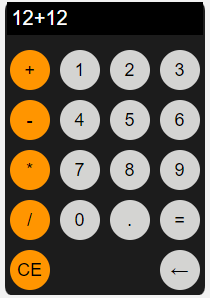 12+12
+ 1 2 3
- 4 5 6
* 7 8 9
/ 0 . =
CE ←